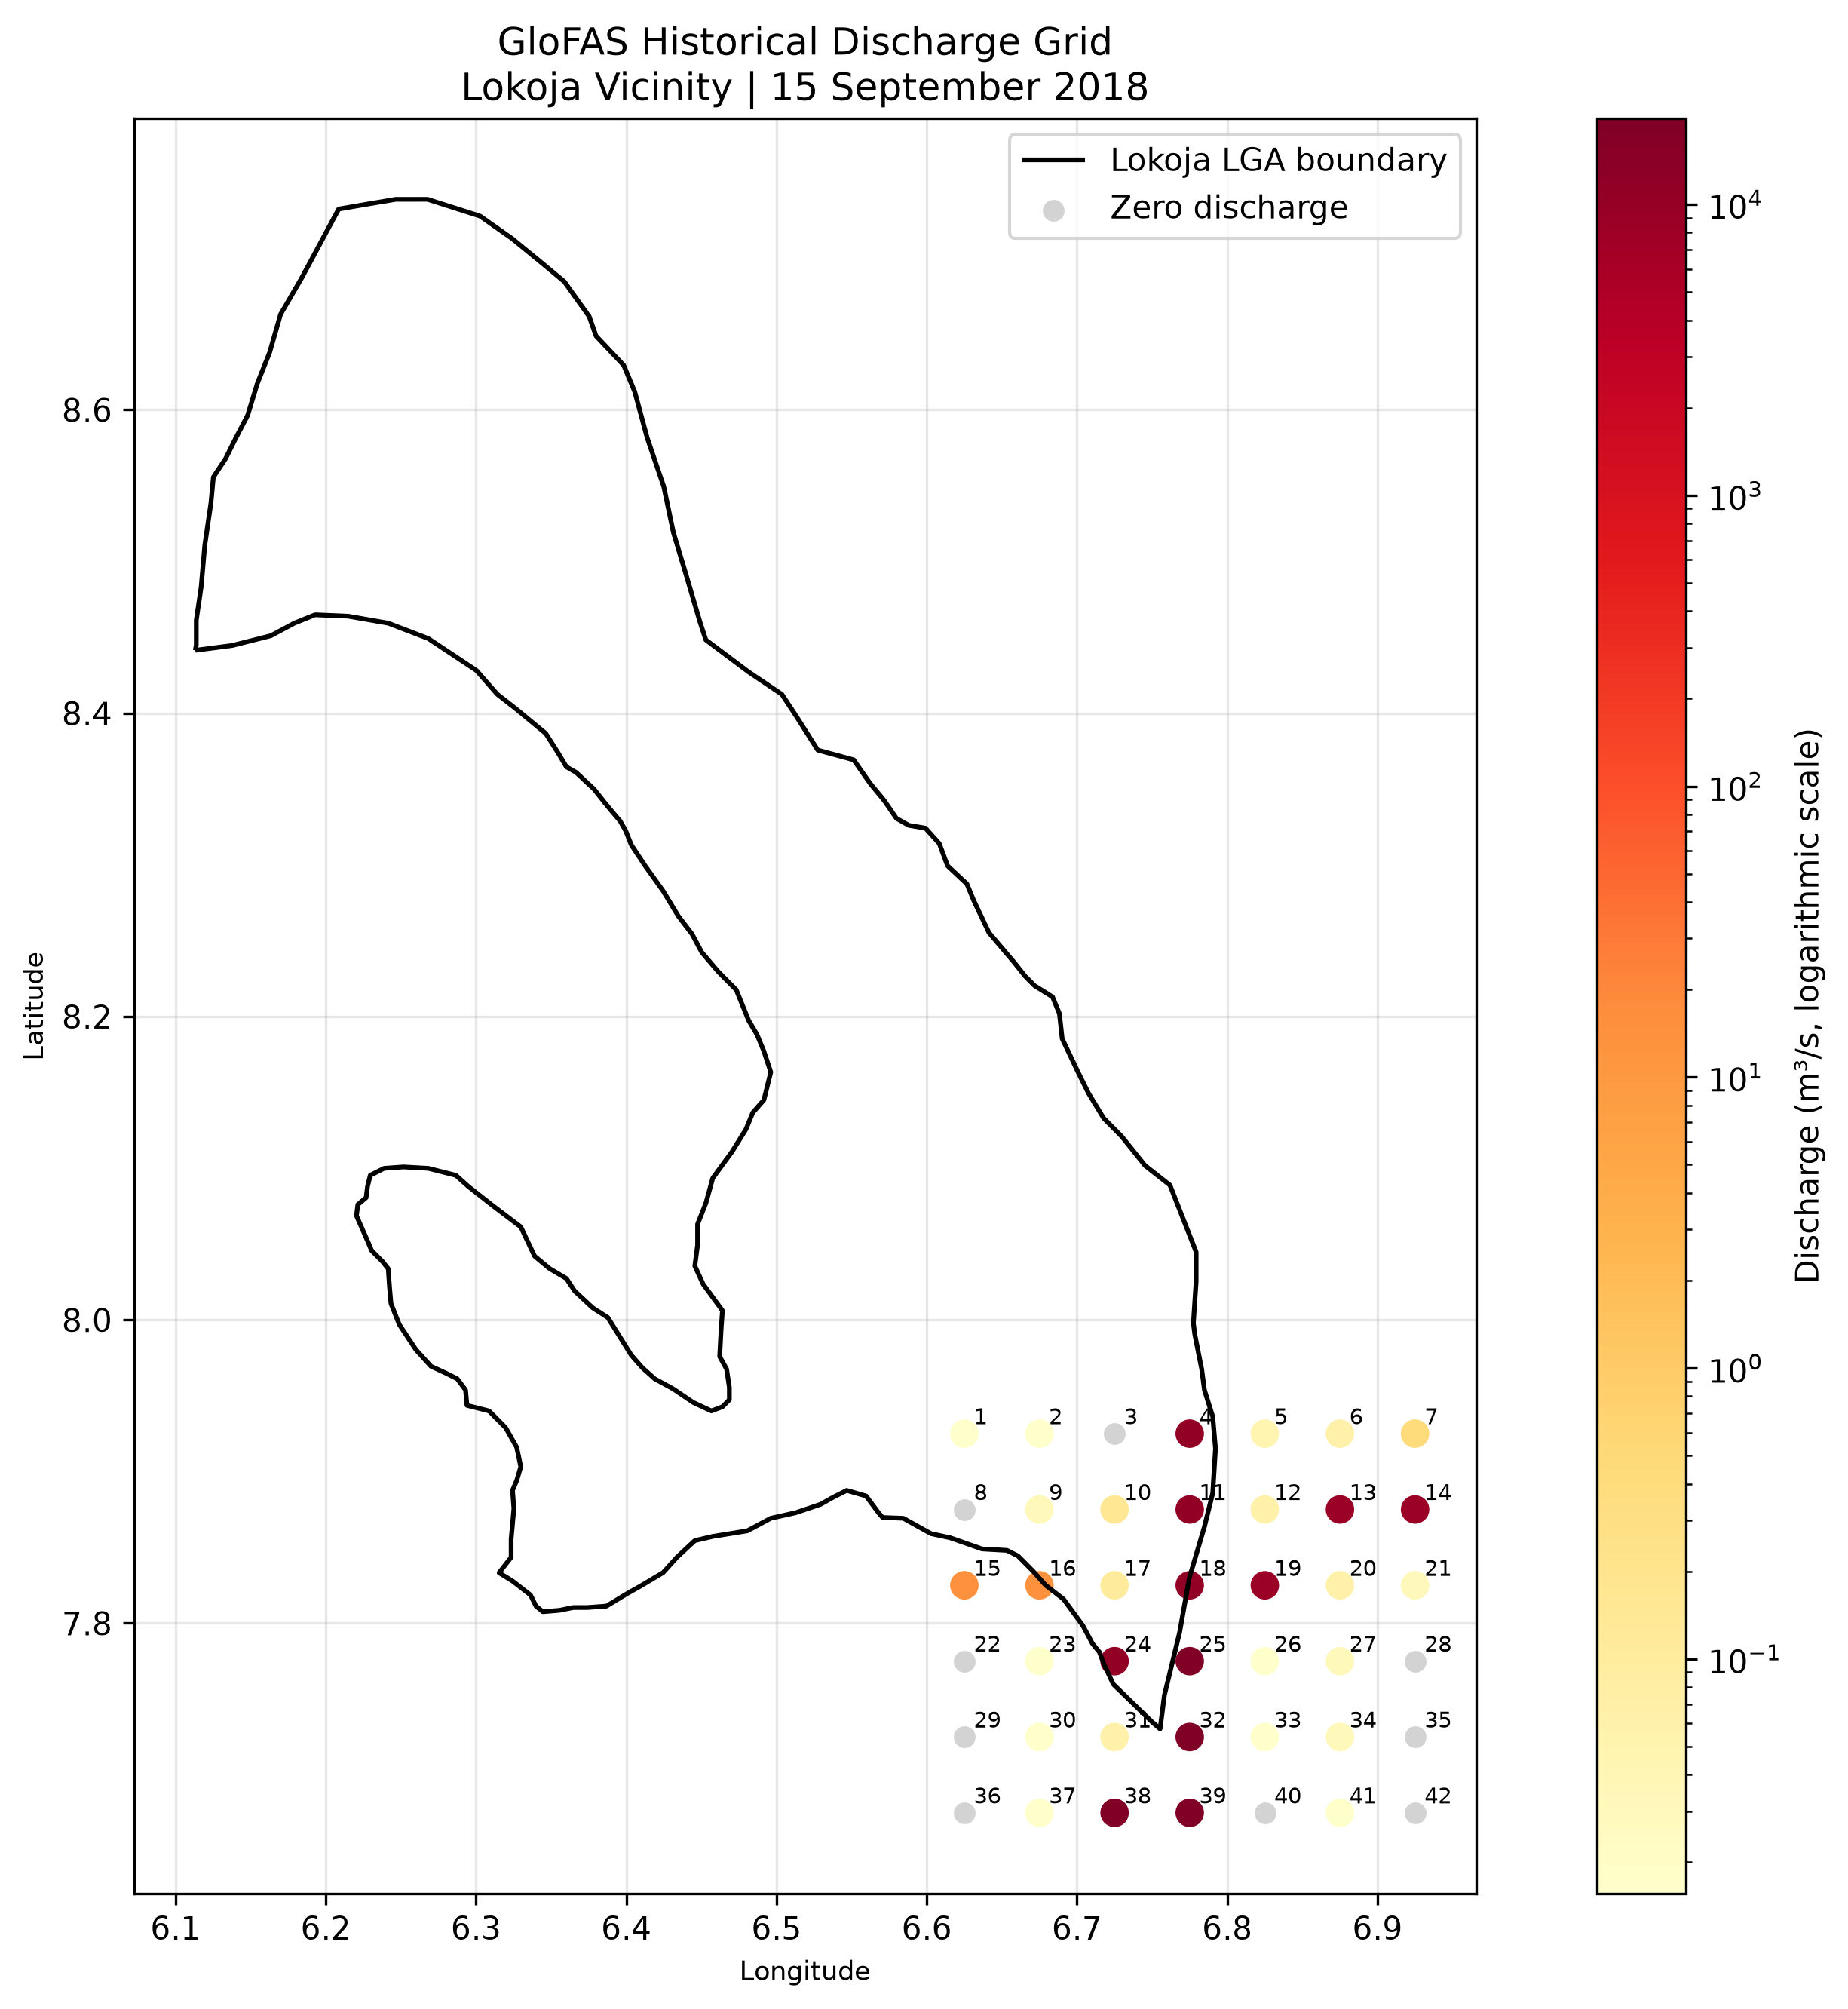 GloFAS Historical Discharge Grid
Lokoja Vicinity | 15 September 2018
Lokoja LGA boundary
Zero discharge
8.6
8.4
8.2
8.0
7.8
Latitude
1 2 3 4 5 6 7
8 9 10 11 12 13 14
15 16 17 18 19 20 21
22 23 24 25 26 27 28
29 30 31 32 33 34 35
36 37 38 39 40 41 42
6.1 6.2 6.3 6.4 6.5 6.6 6.7 6.8 6.9
Longitude
10⁴
10³
10²
10¹
10⁰
10⁻¹
Discharge (m³/s, logarithmic scale)